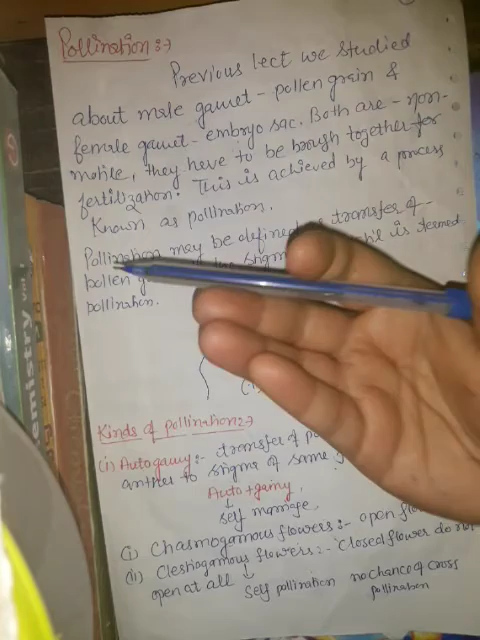 Pollination :→
Previous lect we studied
about male gamet - pollen grain &
female gamet - embryo sac. Both are - non-
motile, they have to be brough together for
fertilization. This is achieved by a process
Known as pollination.
Pollination may be defined as transfer of -
pollen is termed
pollination.
Kinds of pollination :→
(i) Autogamy :- transfer of
anther to stigma of same
Auto + gamy
↓
self marriage.
(i) Chasmogamous flowers :- open
(ii) Cleistogamous flowers :- closed flower do not
open at all ↓ self pollination no chance of cross
pollination
emistry